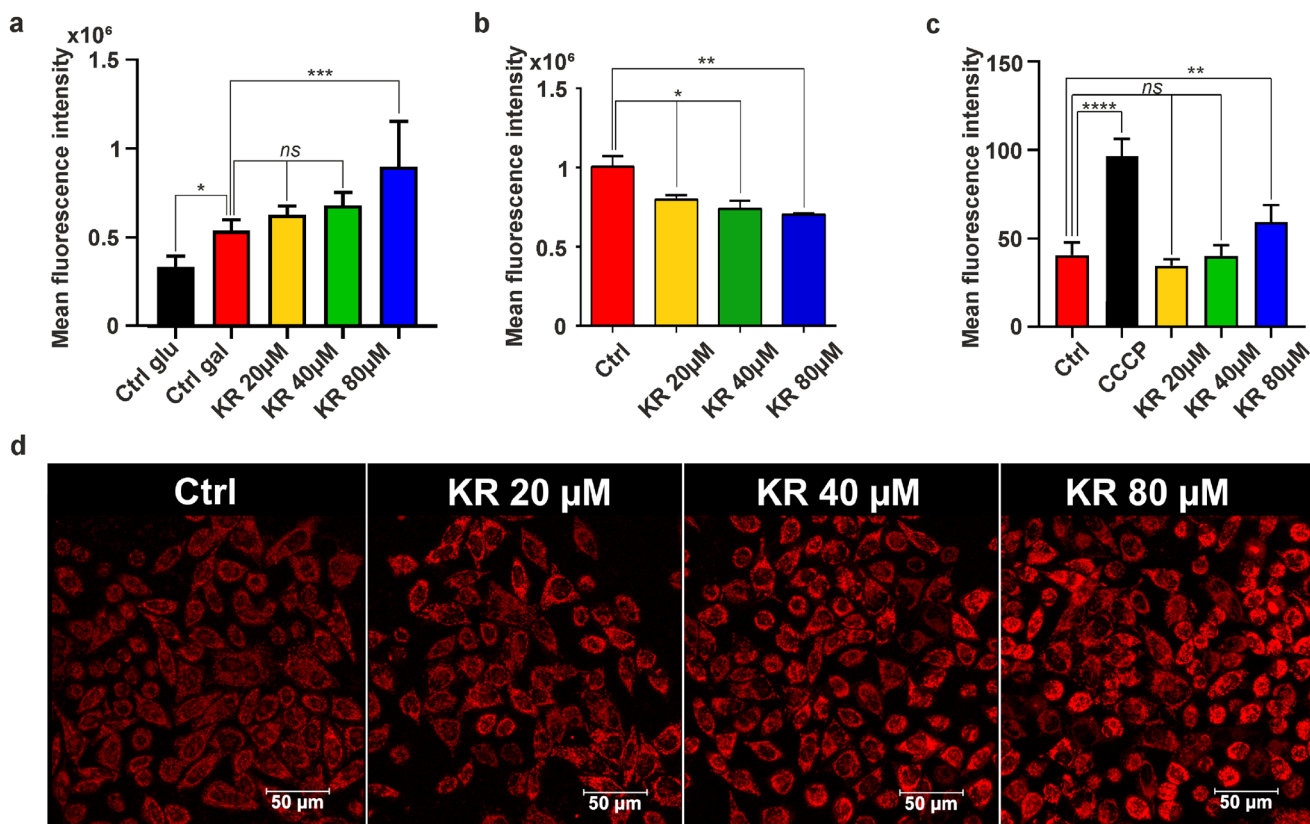 a
x10⁶
Mean fluorescence intensity
1.5
1
0.5
0
***
ns
*
Ctrl glu
Ctrl gal
KR 20µM
KR 40µM
KR 80µM
b
x10⁶
Mean fluorescence intensity
1.5
1
0.5
0
**
*
Ctrl
KR 20µM
KR 40µM
KR 80µM
c
Mean fluorescence intensity
150
100
50
0
**
ns
****
Ctrl
CCCP
KR 20µM
KR 40µM
KR 80µM
d
Ctrl
KR 20 µM
KR 40 µM
KR 80 µM
50 µm
50 µm
50 µm
50 µm